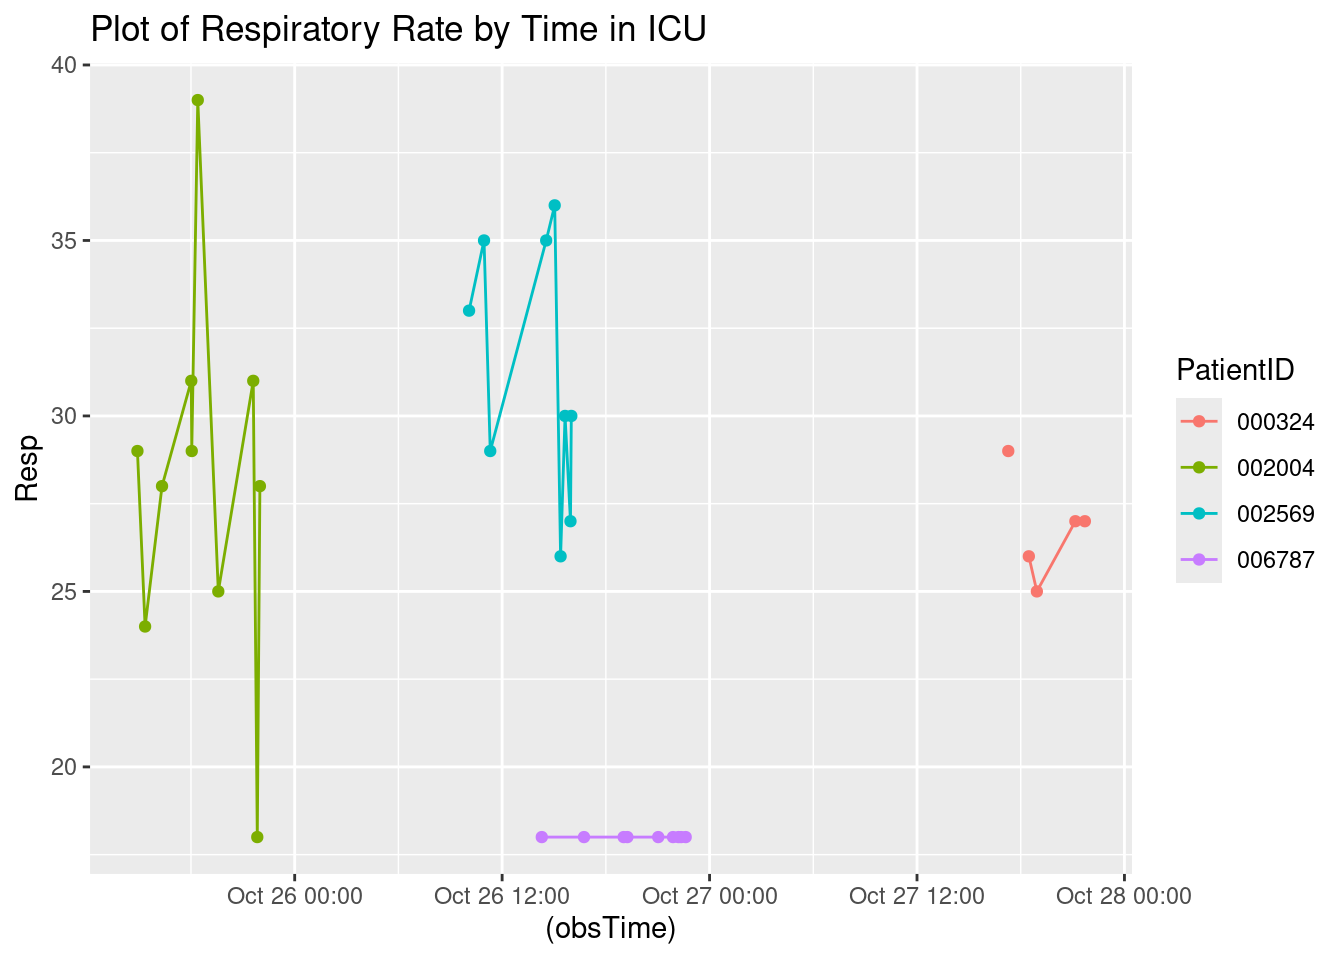 Plot of Respiratory Rate by Time in ICU
40
35
30
25
20
Resp
Oct 26 00:00
Oct 26 12:00
Oct 27 00:00
Oct 27 12:00
Oct 28 00:00
(obsTime)
PatientID
000324
002004
002569
006787